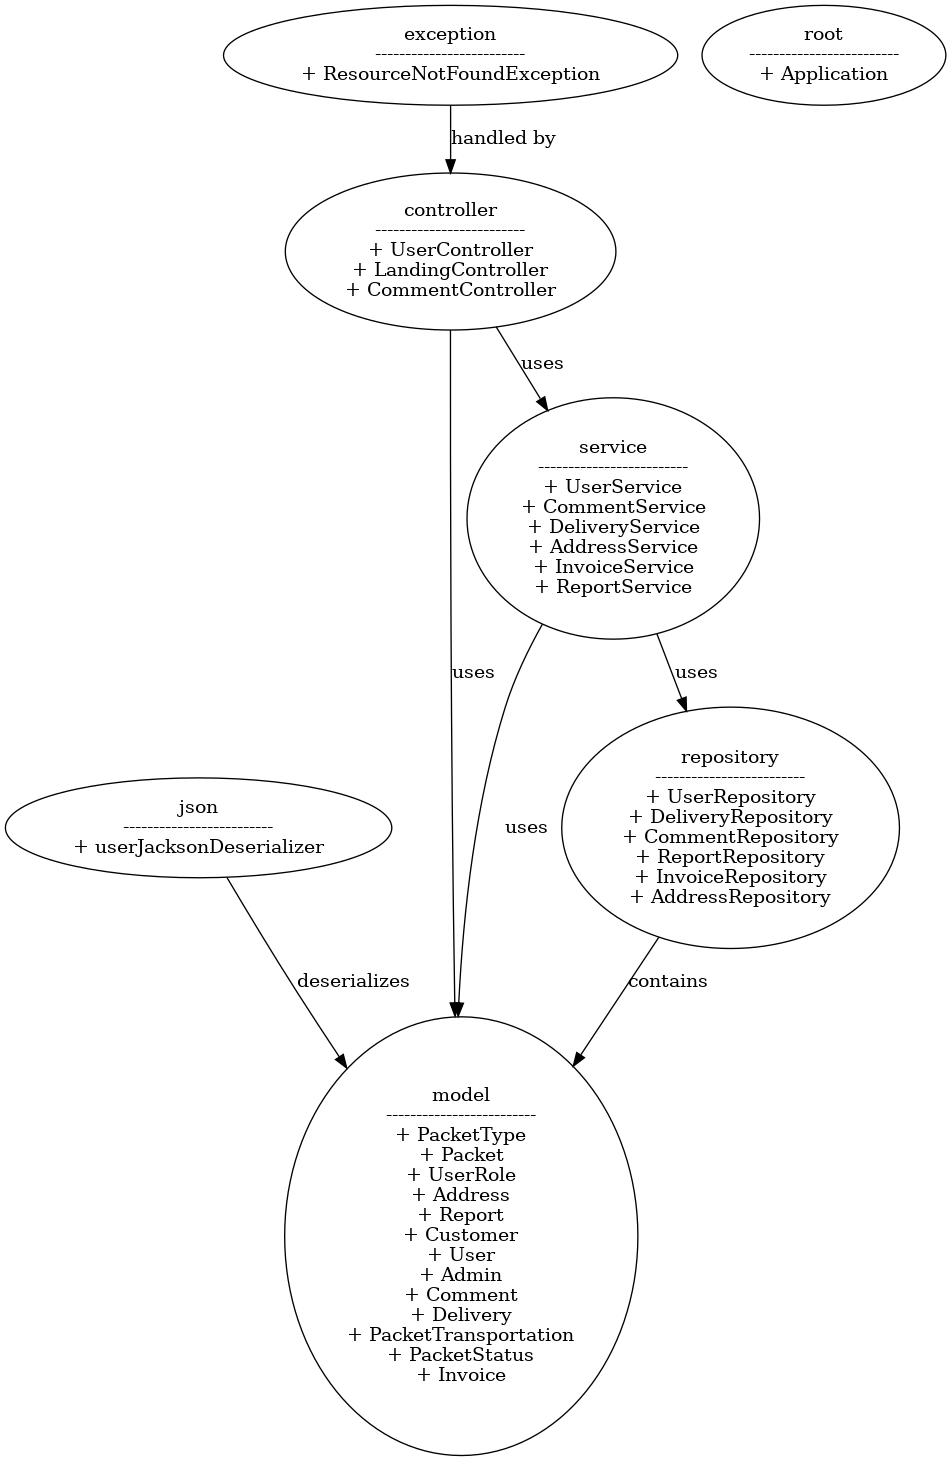 exception
-------------------------
+ ResourceNotFoundException
root
-------------------------
+ Application
handled by
controller
-------------------------
+ UserController
+ LandingController
+ CommentController
uses
service
-------------------------
+ UserService
+ CommentService
+ DeliveryService
+ AddressService
+ InvoiceService
+ ReportService
uses
uses
repository
-------------------------
+ UserRepository
+ DeliveryRepository
+ CommentRepository
+ ReportRepository
+ InvoiceRepository
+ AddressRepository
json
-------------------------
+ userJacksonDeserializer
uses
deserializes
contains
model
-------------------------
+ PacketType
+ Packet
+ UserRole
+ Address
+ Report
+ Customer
+ User
+ Admin
+ Comment
+ Delivery
+ PacketTransportation
+ PacketStatus
+ Invoice